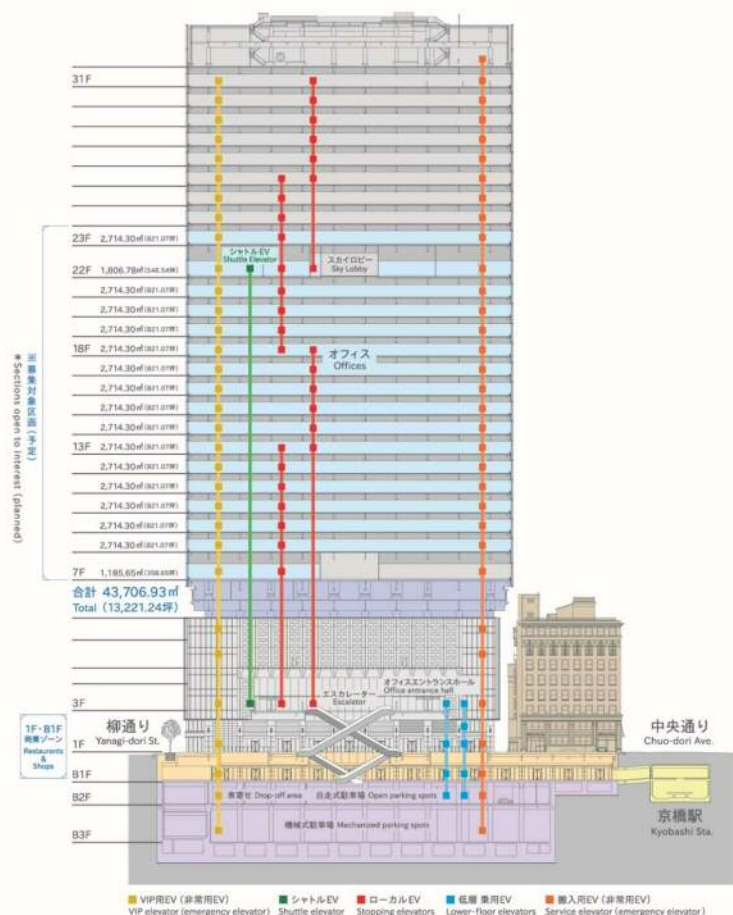 31F
23F 2,714.30㎡(821.07坪)
シャトルEV
Shuttle Elevator
スカイロビー
Sky Lobby
22F 1,806.78㎡(546.54坪)
2,714.30㎡(821.07坪)
2,714.30㎡(821.07坪)
2,714.30㎡(821.07坪)
18F 2,714.30㎡(821.07坪)
オフィス
Offices
2,714.30㎡(821.07坪)
2,714.30㎡(821.07坪)
2,714.30㎡(821.07坪)
2,714.30㎡(821.07坪)
13F 2,714.30㎡(821.07坪)
2,714.30㎡(821.07坪)
2,714.30㎡(821.07坪)
2,714.30㎡(821.07坪)
2,714.30㎡(821.07坪)
2,714.30㎡(821.07坪)
7F 1,185.65㎡(358.65坪)
※募集対象区画(予定)
*Sections open to interest (planned)
合計 43,706.93㎡
Total (13,221.24坪)
オフィスエントランスホール
Office entrance hall
エスカレーター
Escalator
3F
柳通り
Yanagi-dori St.
中央通り
Chuo-dori Ave.
1F・B1F
商業ゾーン
Restaurants
&
Shops
1F
B1F
B2F
車寄せ Drop-off area
自走式駐車場 Open parking spots
京橋駅
Kyobashi Sta.
機械式駐車場 Mechanized parking spots
B3F
VIP用EV (非常用EV)
VIP elevator (emergency elevator)
シャトルEV
Shuttle elevator
ローカルEV
Stopping elevators
低層 乗用EV
Lower-floor elevators
搬入用EV (非常用EV)
Service elevator (emergency elevator)